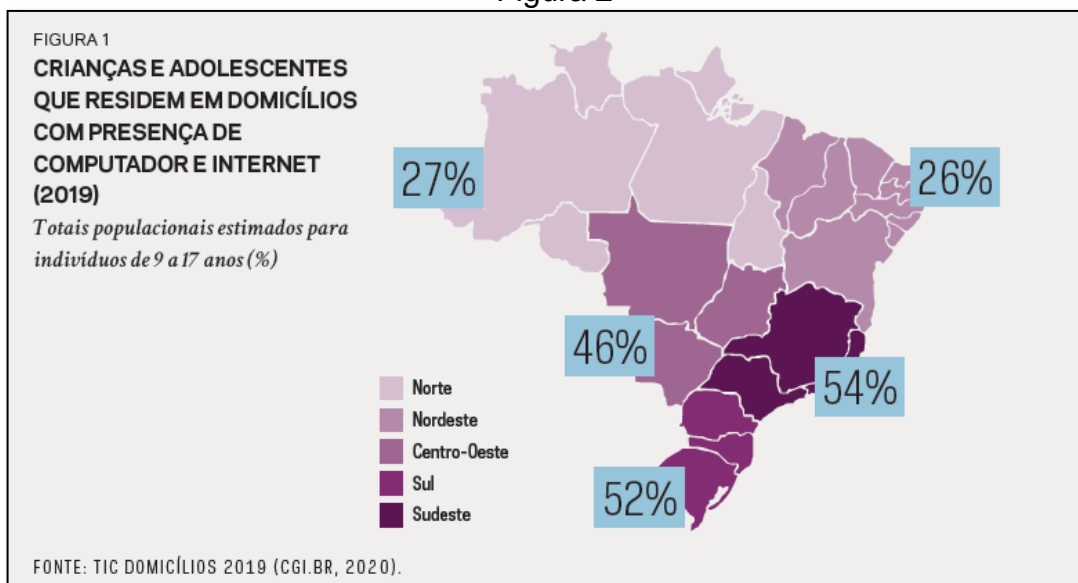 Figura 2
FIGURA 1
CRIANÇAS E ADOLESCENTES
QUE RESIDEM EM DOMICÍLIOS
COM PRESENÇA DE
COMPUTADOR E INTERNET
(2019)
Totais populacionais estimados para
indivíduos de 9 a 17 anos (%)
27%
26%
46%
54%
52%
Norte
Nordeste
Centro-Oeste
Sul
Sudeste
FONTE: TIC DOMICÍLIOS 2019 (CGI.BR, 2020).